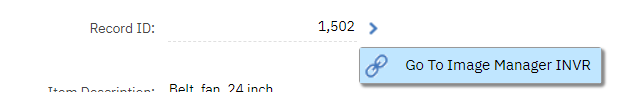 Record ID: 1,502
Go To Image Manager INVR
Item Description: Belt, fan, 24 inch